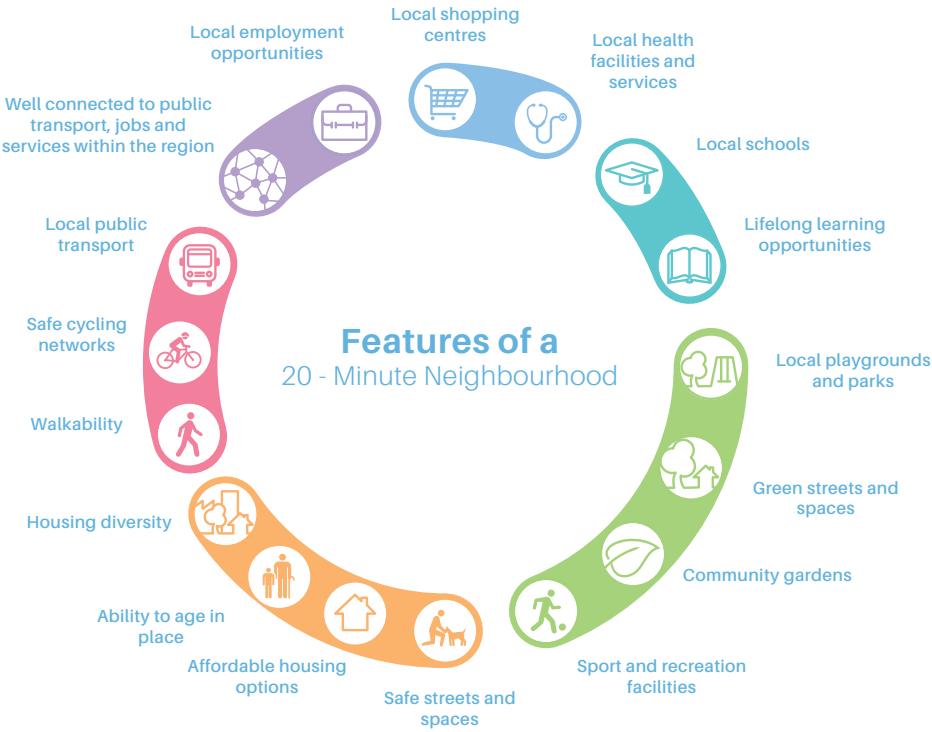 Features of a
20 - Minute Neighbourhood
Local shopping
centres
Local health
facilities and
services
Local schools
Lifelong learning
opportunities
Local playgrounds
and parks
Green streets and
spaces
Community gardens
Sport and recreation
facilities
Safe streets and
spaces
Affordable housing
options
Ability to age in
place
Housing diversity
Walkability
Safe cycling
networks
Local public
transport
Well connected to public
transport, jobs and
services within the region
Local employment
opportunities